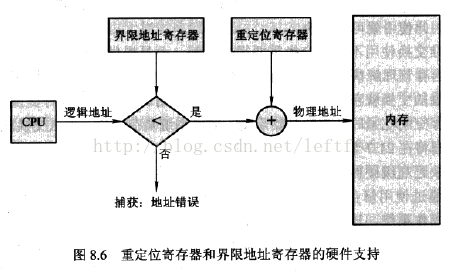 界限地址寄存器
重定位寄存器
CPU
逻辑地址
<
是
+
物理地址
内存
http://blog.csdn.net/leftf
否
捕获：地址错误
图 8.6 重定位寄存器和界限地址寄存器的硬件支持